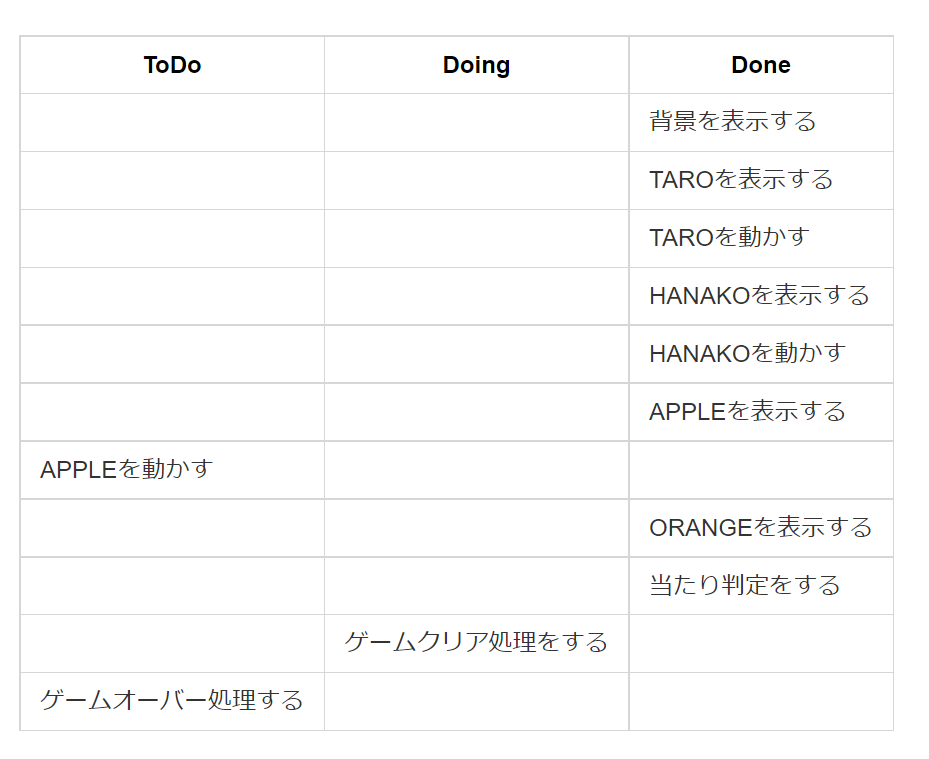 ToDo Doing Done
背景を表示する
TAROを表示する
TAROを動かす
HANAKOを表示する
HANAKOを動かす
APPLEを表示する
APPLEを動かす
ORANGEを表示する
当たり判定をする
ゲームクリア処理をする
ゲームオーバー処理する